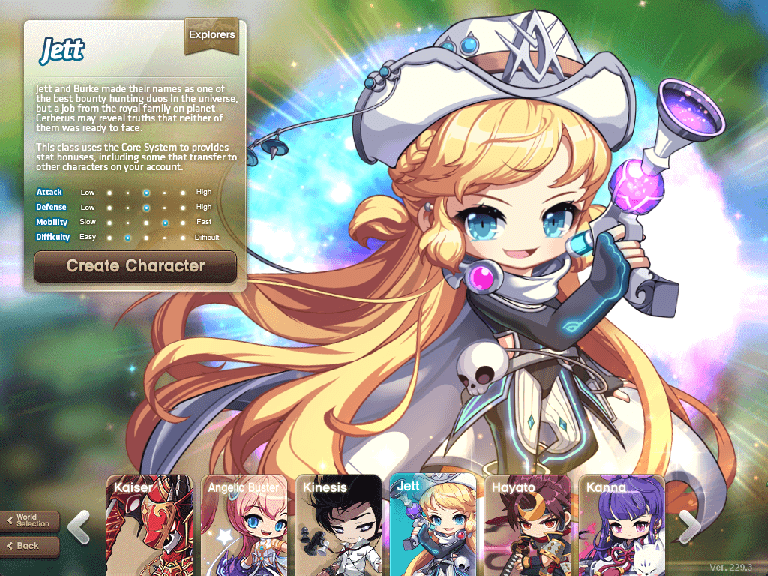 Jett
Explorers
Jett and Burke made their names as one of
the best bounty hunting duos in the universe,
but a job from the royal family on planet
Cerberus may reveal truths that neither of
them was ready to face.
This class uses the Core System to provides
stat bonuses, including some that transfer to
other characters on your account.
Attack Low High
Defense Low High
Mobility Slow Fast
Difficulty Easy Difficult
Create Character
Kaiser
Angelic Buster
Kinesis
Jett
Hayato
Kanna
World
Selection
Back
Ver. 229.3